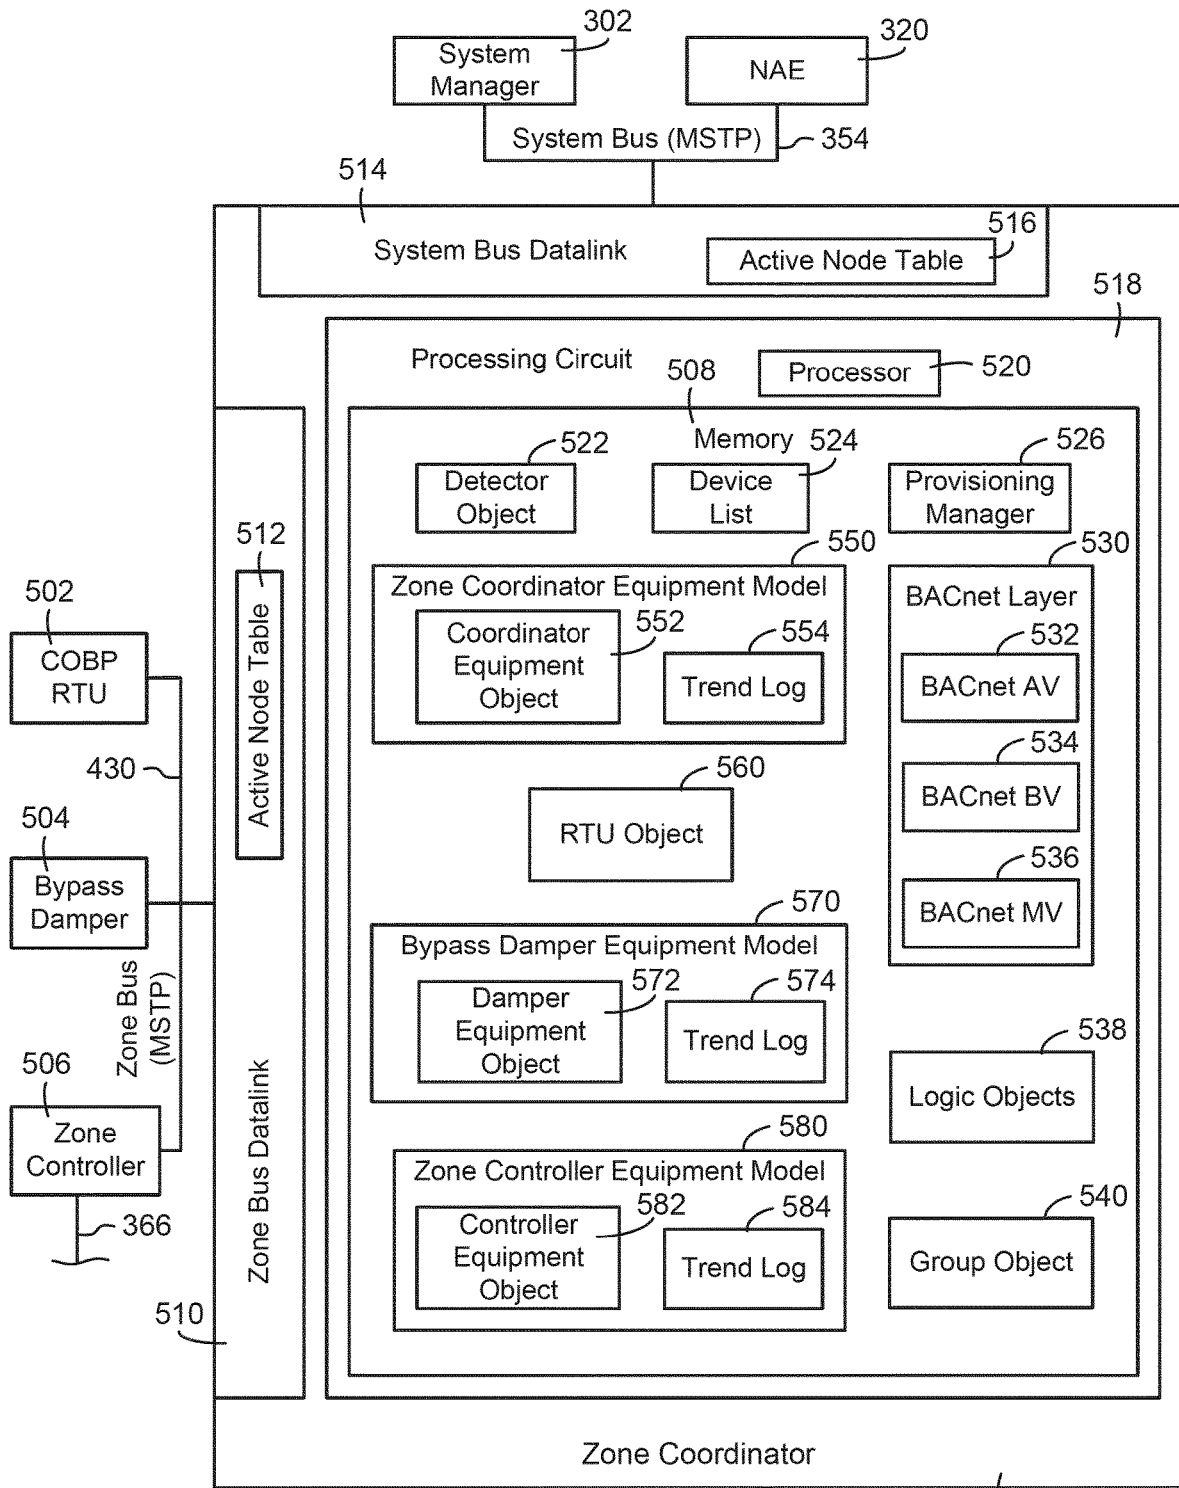 302
320
System
Manager
NAE
System Bus (MSTP)
354
514
System Bus Datalink
516
Active Node Table
518
Processing Circuit
Processor
520
508
Memory
522
Detector
Object
524
Device
List
526
Provisioning
Manager
550
Zone Coordinator Equipment Model
Coordinator
Equipment
Object
552
554
Trend Log
530
BACnet Layer
532
BACnet AV
534
BACnet BV
536
BACnet MV
560
RTU Object
570
Bypass Damper Equipment Model
Damper
Equipment
Object
572
574
Trend Log
538
Logic Objects
580
Zone Controller Equipment Model
Controller
Equipment
Object
582
584
Trend Log
540
Group Object
512
Active Node Table
Zone Bus Datalink
510
502
COBP
RTU
430
504
Bypass
Damper
Zone Bus
(MSTP)
506
Zone
Controller
366
Zone Coordinator